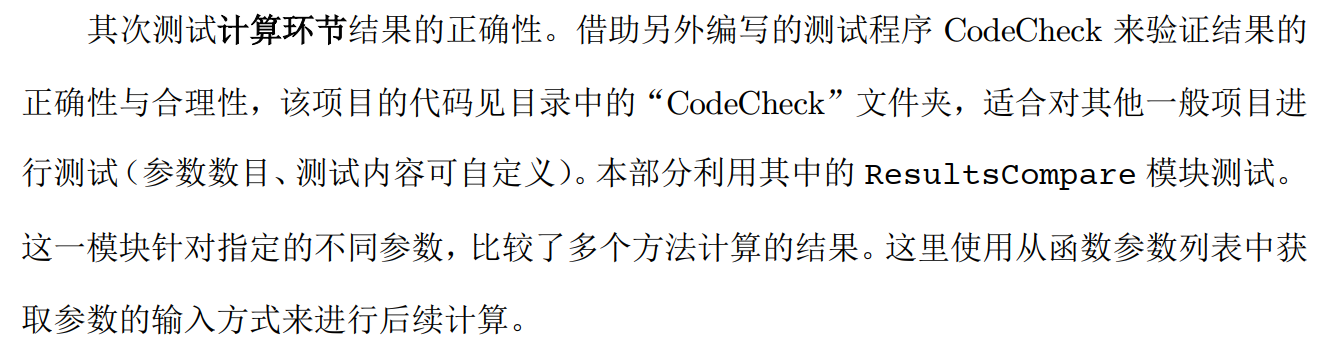 其次测试计算环节结果的正确性。借助另外编写的测试程序 CodeCheck 来验证结果的
正确性与合理性，该项目的代码见目录中的“CodeCheck”文件夹，适合对其他一般项目进
行测试（参数数目、测试内容可自定义）。本部分利用其中的 ResultsCompare 模块测试。
这一模块针对指定的不同参数，比较了多个方法计算的结果。这里使用从函数参数列表中获
取参数的输入方式来进行后续计算。